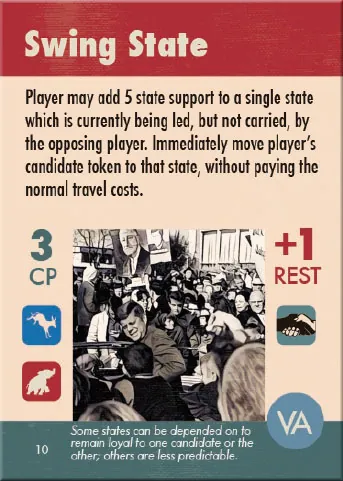 Swing State
Player may add 5 state support to a single state
which is currently being led, but not carried, by
the opposing player. Immediately move player's
candidate token to that state, without paying the
normal travel costs.
3
CP
+1
REST
VA
10
Some states can be depended on to
remain loyal to one candidate or the
other; others are less predictable.